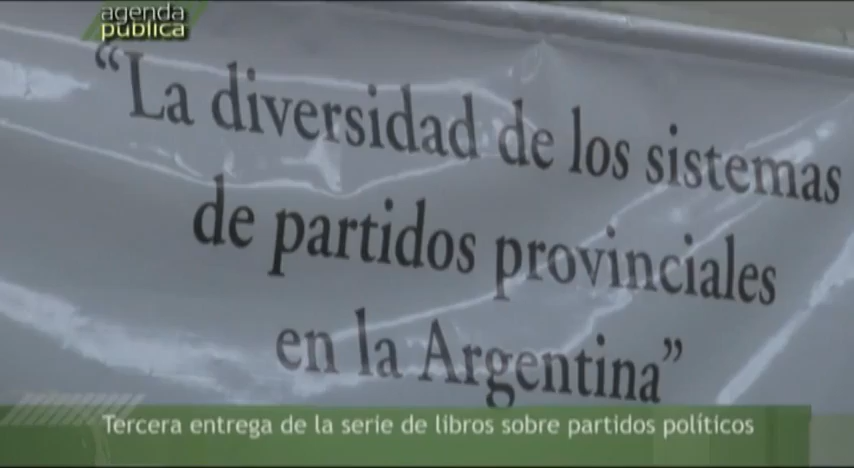 agenda
pública
“La diversidad de los sistemas
de partidos provinciales
en la Argentina”
Tercera entrega de la serie de libros sobre partidos políticos